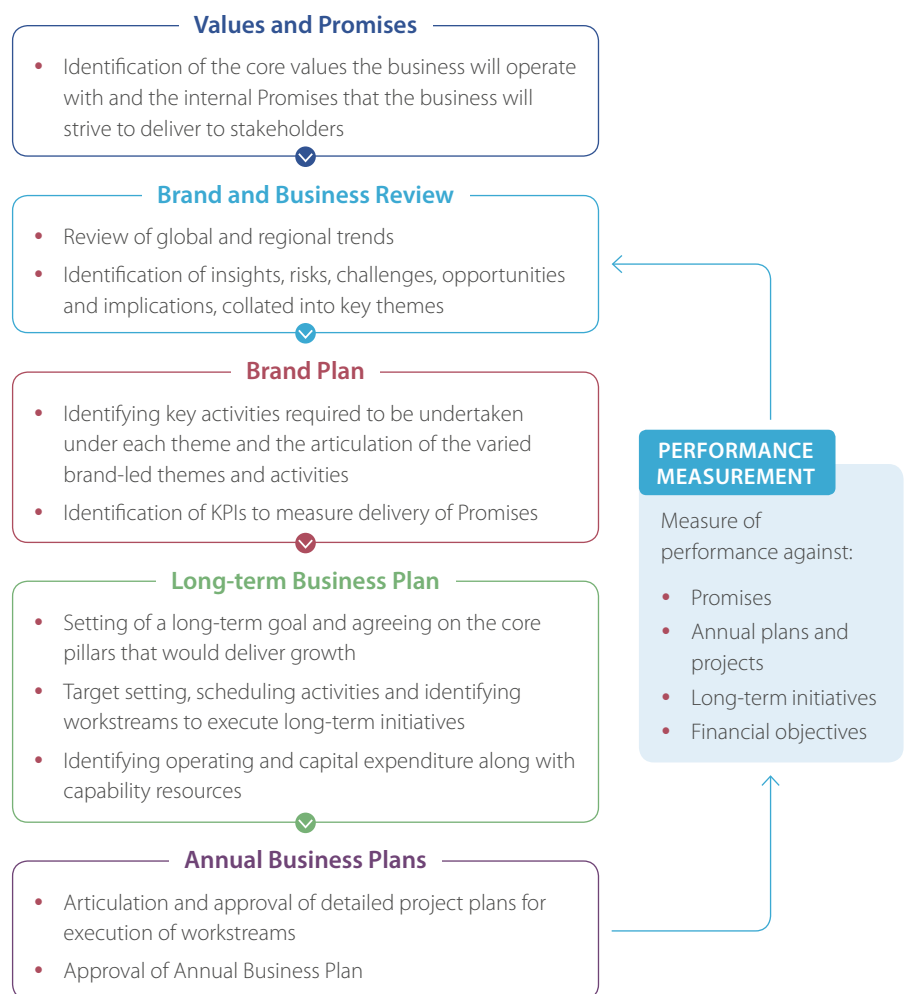 Values and Promises
• Identification of the core values the business will operate
with and the internal Promises that the business will
strive to deliver to stakeholders
Brand and Business Review
• Review of global and regional trends
• Identification of insights, risks, challenges, opportunities
and implications, collated into key themes
Brand Plan
• Identifying key activities required to be undertaken
under each theme and the articulation of the varied
brand-led themes and activities
• Identification of KPIs to measure delivery of Promises
Long-term Business Plan
• Setting of a long-term goal and agreeing on the core
pillars that would deliver growth
• Target setting, scheduling activities and identifying
workstreams to execute long-term initiatives
• Identifying operating and capital expenditure along with
capability resources
Annual Business Plans
• Articulation and approval of detailed project plans for
execution of workstreams
• Approval of Annual Business Plan
PERFORMANCE
MEASUREMENT
Measure of
performance against:
• Promises
• Annual plans and
projects
• Long-term initiatives
• Financial objectives